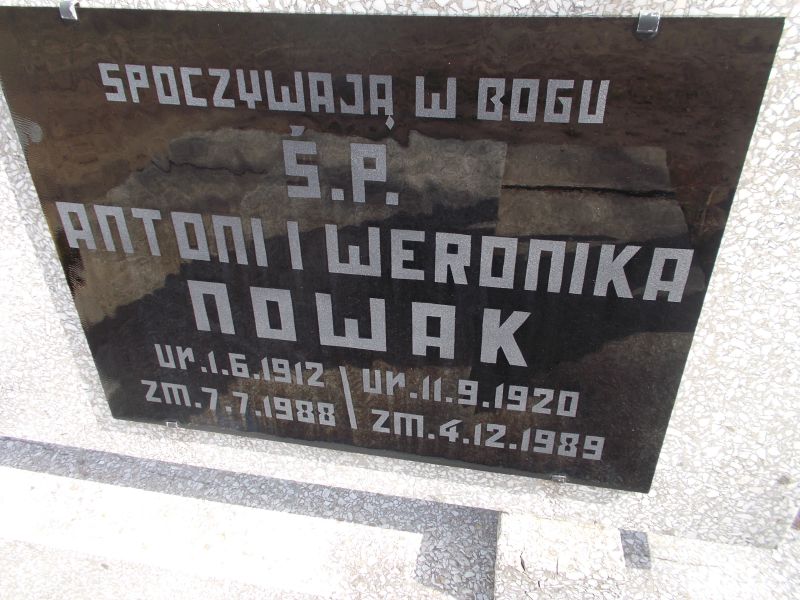 SPOCZYWAJĄ W BOGU
Ś.P.
ANTONI I WERONIKA
NOWAK
ur.1.6.1912 \ ur.11.9.1920
zm.7.7.1988 \ zm.4.12.1989